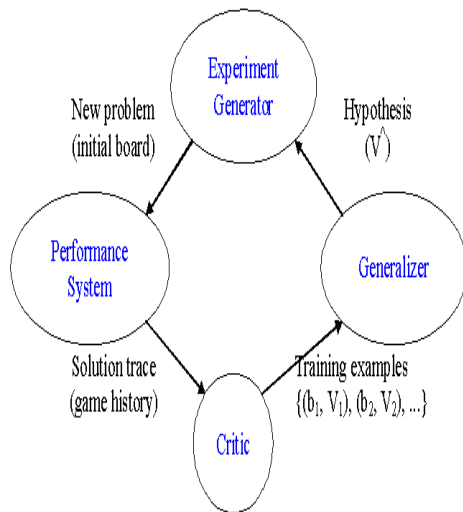 Experiment
Generator
New problem
(initial board)
Hypothesis
(V^)
Performance
System
Generalizer
Solution trace
(game history)
Training examples
{(b₁, V₁), (b₂, V₂), ...}
Critic